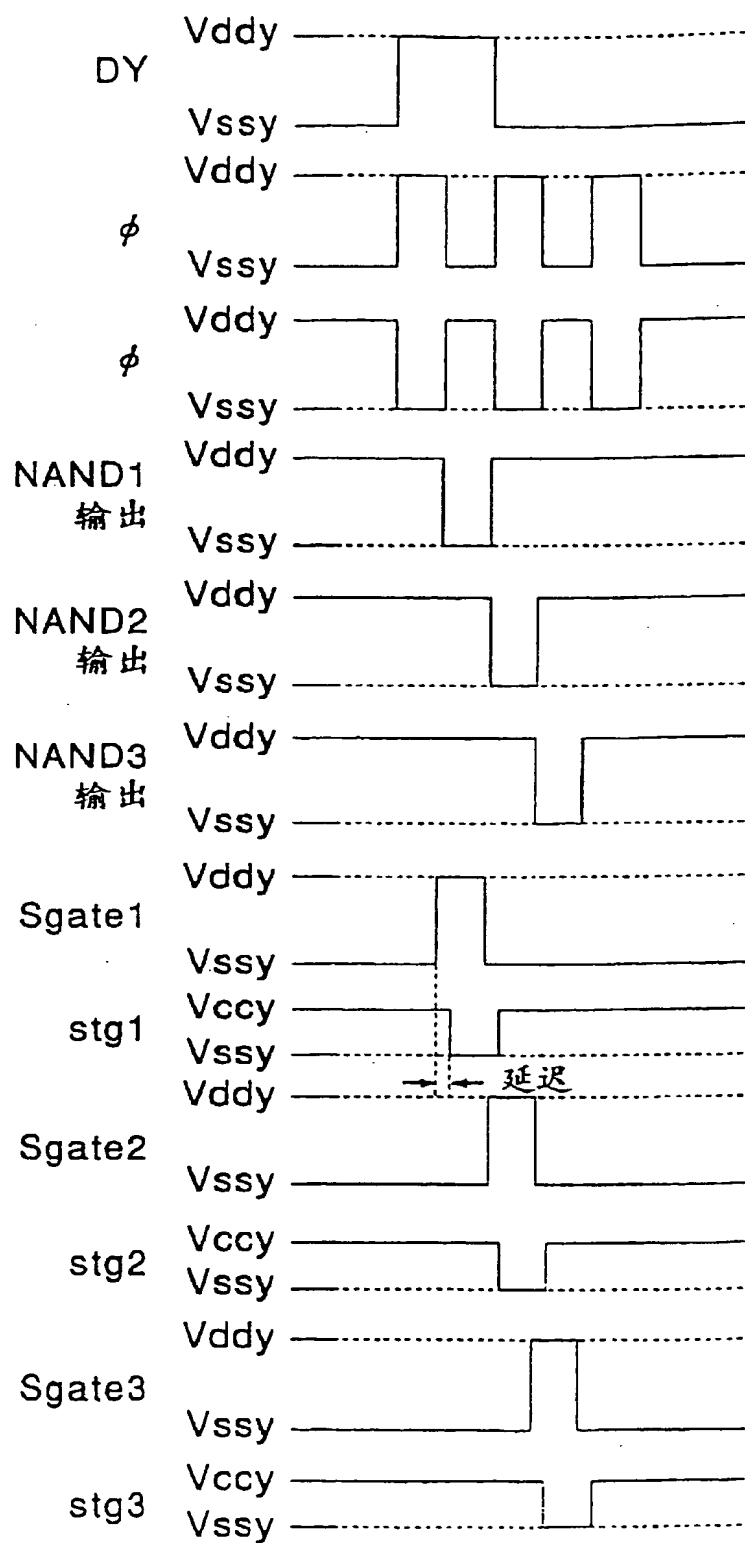 Vddy
DY
Vssy
Vddy
ϕ
Vssy
Vddy
ϕ
Vssy
Vddy
NAND1
输出
Vssy
Vddy
NAND2
输出
Vssy
Vddy
NAND3
输出
Vssy
Vddy
Sgate1
Vssy
Vccy
stg1
Vssy
延迟
Vddy
Sgate2
Vssy
Vccy
stg2
Vssy
Vddy
Sgate3
Vssy
Vccy
stg3
Vssy